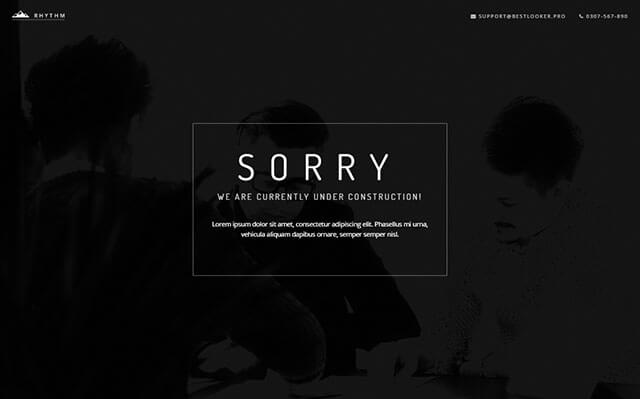 RHYTHM
SUPPORT@BESTLOOKER.PRO 0307-567-890
SORRY
WE ARE CURRENTLY UNDER CONSTRUCTION!
Lorem ipsum dolor sit amet, consectetur adipiscing elit. Phasellus mi urna,
vehicula aliquam dapibus ornare, semper semper nisl.